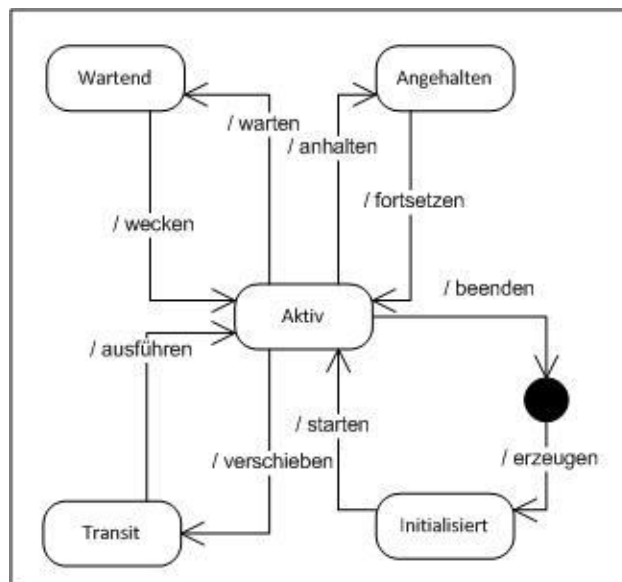 Wartend
Angehalten
/ warten
/ anhalten
/ fortsetzen
/ wecken
/ beenden
Aktiv
/ ausführen
/ starten
/ erzeugen
/ verschieben
Transit
Initialisiert